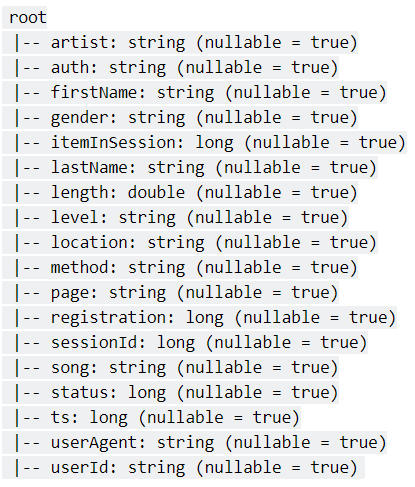 root
|-- artist: string (nullable = true)
|-- auth: string (nullable = true)
|-- firstName: string (nullable = true)
|-- gender: string (nullable = true)
|-- itemInSession: long (nullable = true)
|-- lastName: string (nullable = true)
|-- length: double (nullable = true)
|-- level: string (nullable = true)
|-- location: string (nullable = true)
|-- method: string (nullable = true)
|-- page: string (nullable = true)
|-- registration: long (nullable = true)
|-- sessionId: long (nullable = true)
|-- song: string (nullable = true)
|-- status: long (nullable = true)
|-- ts: long (nullable = true)
|-- userAgent: string (nullable = true)
|-- userId: string (nullable = true)